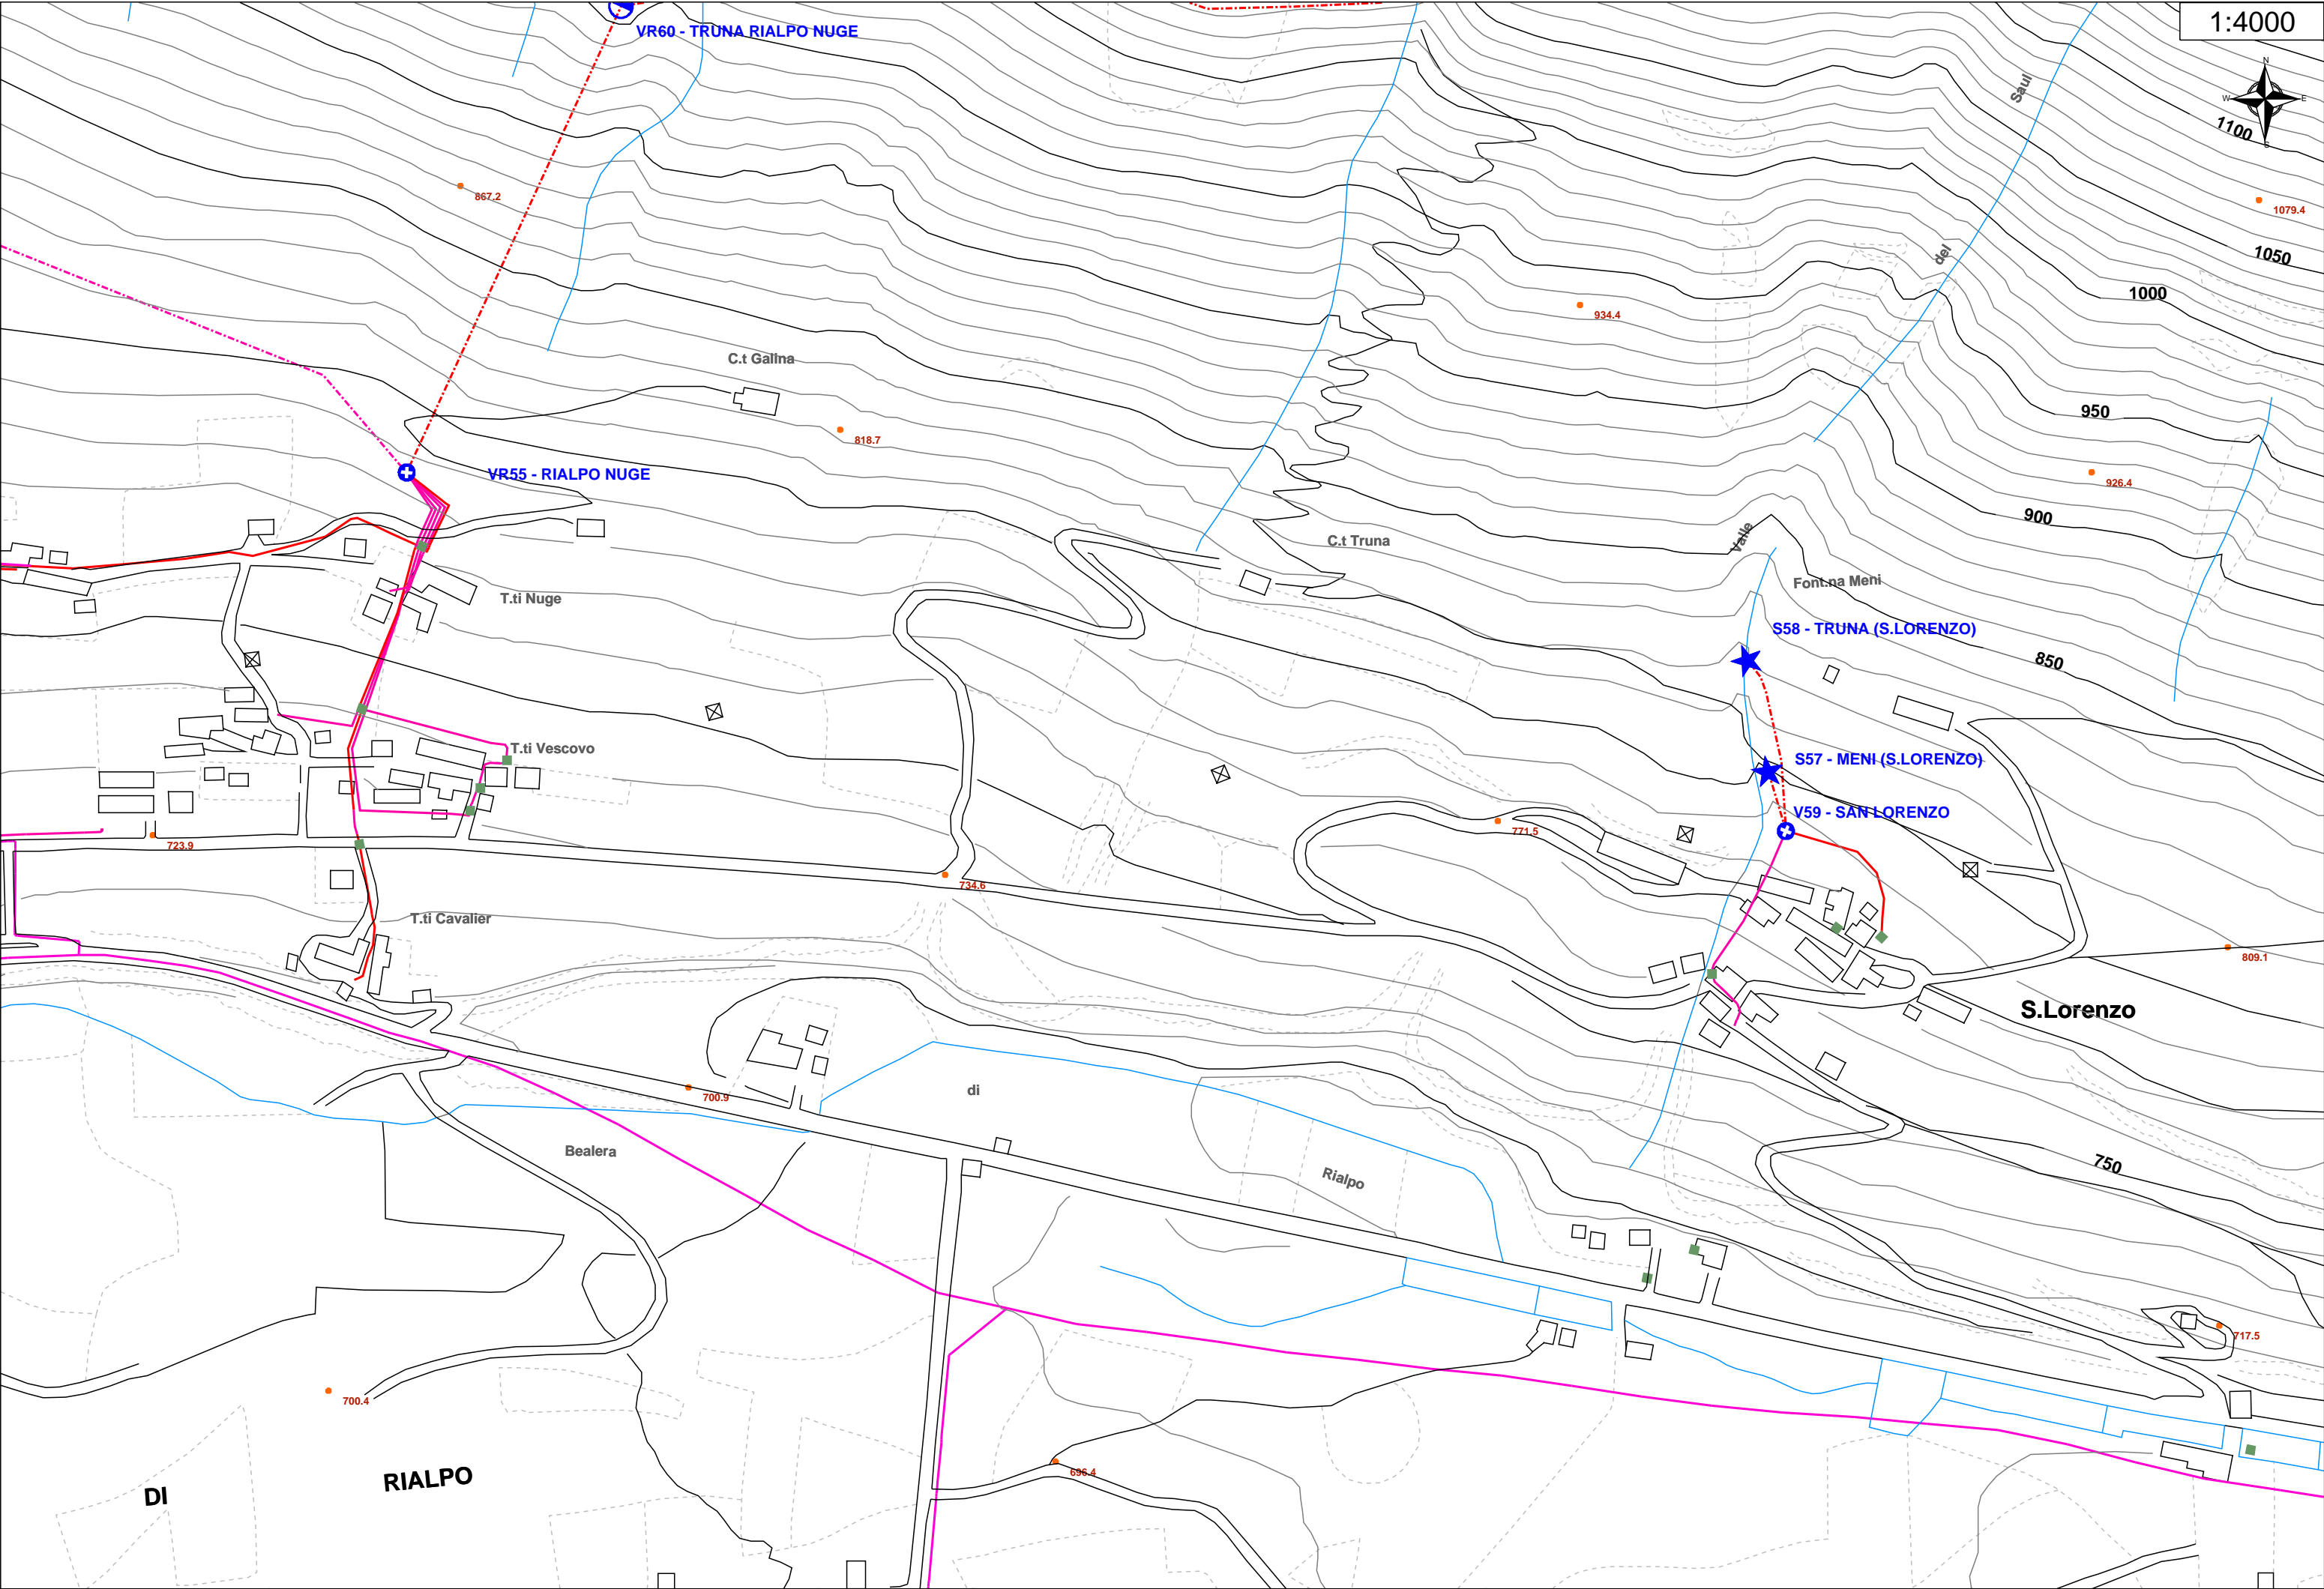 1:4000
VR60 - TRUNA RIALPO NUGE
N
W
E
S
Saul
1100
867.2
1079.4
del
1050
1000
934.4
C.t Galina
950
818.7
VR55 - RIALPO NUGE
926.4
900
Valle
C.t Truna
Font.na Meni
T.ti Nuge
S58 - TRUNA (S.LORENZO)
850
T.ti Vescovo
S57 - MENI (S.LORENZO)
V59 - SAN LORENZO
771.5
723.9
734.6
T.ti Cavalier
809.1
S.Lorenzo
700.9
di
Bealera
750
Rialpo
717.5
700.4
696.4
RIALPO
DI